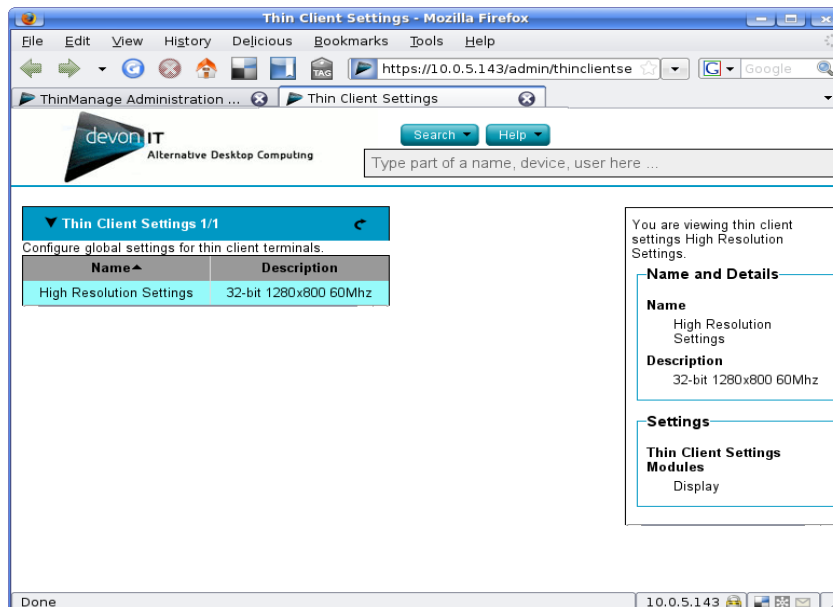 Thin Client Settings - Mozilla Firefox
File Edit View History Delicious Bookmarks Tools Help
TAG https://10.0.5.143/admin/thinclientse G Google
ThinManage Administration ... Thin Client Settings
devon IT
Alternative Desktop Computing
Search Help
Type part of a name, device, user here ...
Thin Client Settings 1/1
Configure global settings for thin client terminals.
Name Description
High Resolution Settings 32-bit 1280x800 60Mhz
You are viewing thin client
settings High Resolution
Settings.
Name and Details
Name
High Resolution
Settings
Description
32-bit 1280x800 60Mhz
Settings
Thin Client Settings
Modules
Display
Done 10.0.5.143